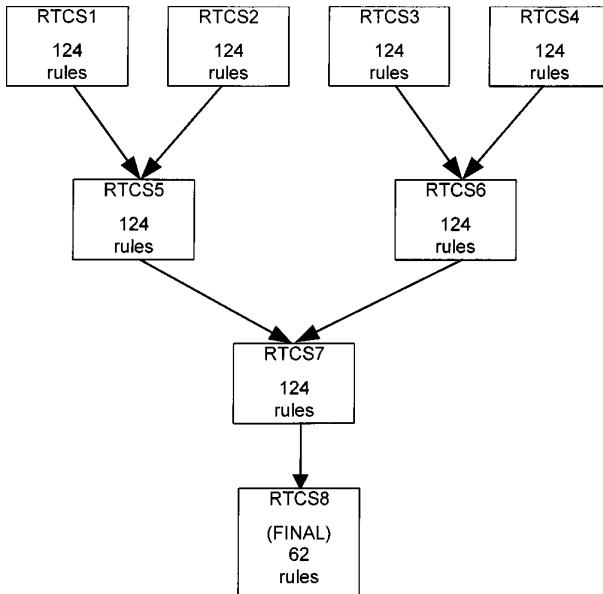 RTCS1
124
rules
RTCS2
124
rules
RTCS3
124
rules
RTCS4
124
rules
RTCS5
124
rules
RTCS6
124
rules
RTCS7
124
rules
RTCS8
(FINAL)
62
rules